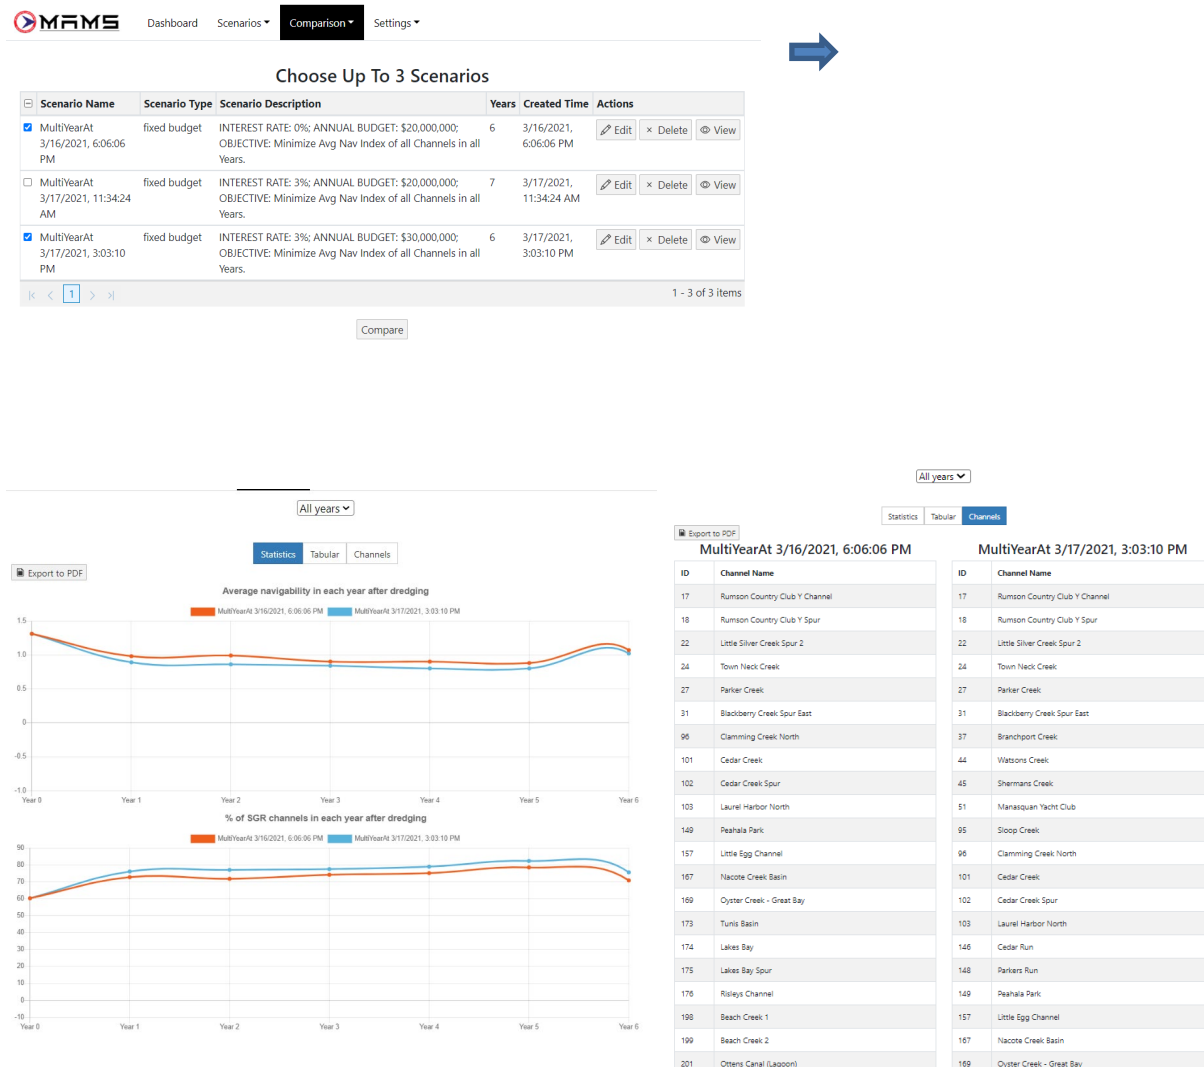 MAMS
Dashboard Scenarios Comparison Settings
Choose Up To 3 Scenarios
Scenario Name Scenario Type Scenario Description Years Created Time Actions
MultiYearAt fixed budget INTEREST RATE: 0%; ANNUAL BUDGET: $20,000,000; 6 3/16/2021, Edit × Delete View
3/16/2021, 6:06:06 OBJECTIVE: Minimize Avg Nav Index of all Channels in all 6:06:06 PM
PM Years.
MultiYearAt fixed budget INTEREST RATE: 3%; ANNUAL BUDGET: $20,000,000; 7 3/17/2021, Edit × Delete View
3/17/2021, 11:34:24 OBJECTIVE: Minimize Avg Nav Index of all Channels in all 11:34:24 AM
AM Years.
MultiYearAt fixed budget INTEREST RATE: 3%; ANNUAL BUDGET: $30,000,000; 6 3/17/2021, Edit × Delete View
3/17/2021, 3:03:10 OBJECTIVE: Minimize Avg Nav Index of all Channels in all 3:03:10 PM
PM Years.
1 1 - 3 of 3 items
Compare
All years
Statistics Tabular Channels
Export to PDF
Average navigability in each year after dredging
MultiYearAt 3/16/2021, 6:06:06 PM MultiYearAt 3/17/2021, 3:03:10 PM
1.5
1.0
0.5
0
-0.5
-1.0
Year 0 Year 1 Year 2 Year 3 Year 4 Year 5 Year 6
% of SGR channels in each year after dredging
MultiYearAt 3/16/2021, 6:06:06 PM MultiYearAt 3/17/2021, 3:03:10 PM
90
80
70
60
50
40
30
20
10
0
-10
Year 0 Year 1 Year 2 Year 3 Year 4 Year 5 Year 6
All years
Statistics Tabular Channels
Export to PDF
MultiYearAt 3/16/2021, 6:06:06 PM
ID Channel Name
17 Rumson Country Club Y Channel
18 Rumson Country Club Y Spur
22 Little Silver Creek Spur 2
24 Town Neck Creek
27 Parker Creek
31 Blackberry Creek Spur East
96 Clamming Creek North
101 Cedar Creek
102 Cedar Creek Spur
103 Laurel Harbor North
149 Peahala Park
157 Little Egg Channel
167 Nacote Creek Basin
169 Oyster Creek - Great Bay
173 Tunis Basin
174 Lakes Bay
175 Lakes Bay Spur
176 Risleys Channel
198 Beach Creek 1
199 Beach Creek 2
201 Ottens Canal (Lagoon)
MultiYearAt 3/17/2021, 3:03:10 PM
ID Channel Name
17 Rumson Country Club Y Channel
18 Rumson Country Club Y Spur
22 Little Silver Creek Spur 2
24 Town Neck Creek
27 Parker Creek
31 Blackberry Creek Spur East
37 Branchport Creek
44 Watsons Creek
45 Shermans Creek
51 Manasquan Yacht Club
95 Sloop Creek
96 Clamming Creek North
101 Cedar Creek
102 Cedar Creek Spur
103 Laurel Harbor North
146 Cedar Run
148 Parkers Run
149 Peahala Park
157 Little Egg Channel
167 Nacote Creek Basin
169 Oyster Creek - Great Bay